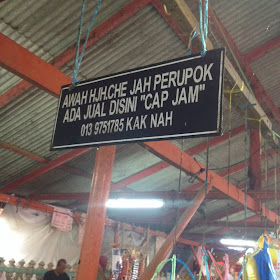 AWAH HJH.CHE JAH PERUPOK
ADA JUAL DISINI "CAP JAM"
013 9751785 KAK NAH